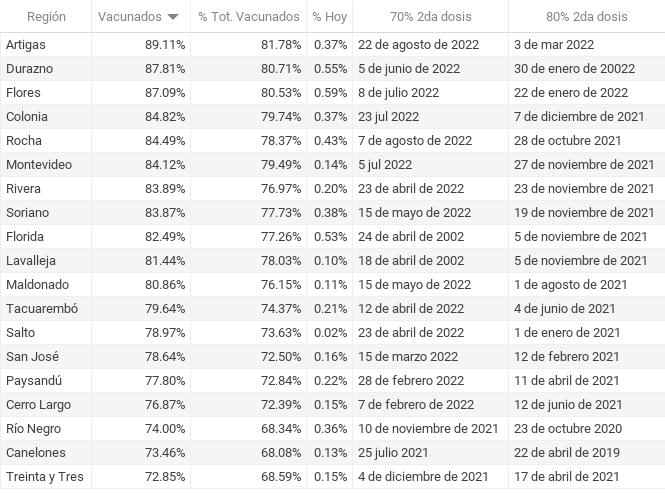 Región Vacunados % Tot. Vacunados % Hoy 70% 2da dosis 80% 2da dosis
Artigas 89.11% 81.78% 0.37% 22 de agosto de 2022 3 de mar 2022
Durazno 87.81% 80.71% 0.55% 5 de junio de 2022 30 de enero de 20022
Flores 87.09% 80.53% 0.59% 8 de julio 2022 22 de enero de 2022
Colonia 84.82% 79.74% 0.37% 23 jul 2022 7 de diciembre de 2021
Rocha 84.49% 78.37% 0.43% 7 de agosto de 2022 28 de octubre 2021
Montevideo 84.12% 79.49% 0.14% 5 jul 2022 27 de noviembre de 2021
Rivera 83.89% 76.97% 0.20% 23 de abril de 2022 23 de noviembre de 2021
Soriano 83.87% 77.73% 0.38% 15 de mayo de 2022 19 de noviembre de 2021
Florida 82.49% 77.26% 0.53% 24 de abril de 2002 5 de noviembre de 2021
Lavalleja 81.44% 78.03% 0.10% 18 de abril de 2002 5 de noviembre de 2021
Maldonado 80.86% 76.15% 0.11% 15 de mayo de 2022 1 de agosto de 2021
Tacuarembó 79.64% 74.37% 0.21% 12 de abril de 2022 4 de junio de 2021
Salto 78.97% 73.63% 0.02% 23 de abril de 2022 1 de enero de 2021
San José 78.64% 72.50% 0.16% 15 de marzo 2022 12 de febrero 2021
Paysandú 77.80% 72.84% 0.22% 28 de febrero 2022 11 de abril de 2021
Cerro Largo 76.87% 72.39% 0.15% 7 de febrero de 2022 12 de junio de 2021
Río Negro 74.00% 68.34% 0.36% 10 de noviembre de 2021 23 de octubre 2020
Canelones 73.46% 68.08% 0.13% 25 julio 2021 22 de abril de 2019
Treinta y Tres 72.85% 68.59% 0.15% 4 de diciembre de 2021 17 de abril de 2021